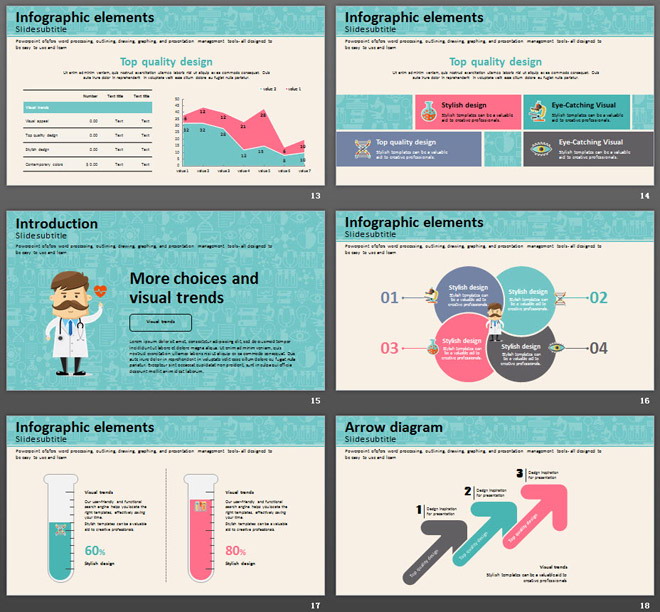 Infographic elements
Slidesubtitle
Powerpoint offers word processing, outlining, drawing, graphing, and presentation management tools- all designed to
be easy to use and learn
Top quality design
Ut enim ad minim veniam, quis nostrud exercitation ullamco laboris nisi ut aliquip ex ea commodo consequat. Duis
aute irure dolor in reprehenderit in voluptate velit esse cillum dolore eu fugiat nulla pariatur.
Number Text title Text title
Visual trends
Visual appeal 0.00 Text Text
Top quality design 0.00 Text Text
Stylish design 0.00 Text Text
Contemporary colors $ 0.00 Text Text
value 2 value 1
50
45
40
35
30
25
20
15
10
5
0
value 1 value 2 value 3 value 4 value 5 value 6 value 7
13
Infographic elements
Slidesubtitle
Powerpoint offers word processing, outlining, drawing, graphing, and presentation management tools- all designed to
be easy to use and learn
Top quality design
Ut enim ad minim veniam, quis nostrud exercitation ullamco laboris nisi ut aliquip ex ea commodo consequat. Duis
aute irure dolor in reprehenderit in voluptate velit esse cillum dolore eu fugiat nulla pariatur.
Stylish design
Stylish templates can be a valuable
aid to creative professionals.
Eye-Catching Visual
Stylish templates can be a valuable
aid to creative professionals.
Top quality design
Stylish templates can be a valuable
aid to creative professionals.
Eye-Catching Visual
Stylish templates can be a valuable
aid to creative professionals.
14
Introduction
Slidesubtitle
Powerpoint offers word processing, outlining, drawing, graphing, and presentation management tools- all designed to
be easy to use and learn
More choices and
visual trends
Visual trends
Lorem ipsum dolor sit amet, consectetur adipiscing elit, sed do eiusmod tempor
incididunt ut labore et dolore magna aliqua. Ut enim ad minim veniam, quis
nostrud exercitation ullamco laboris nisi ut aliquip ex ea commodo consequat. Duis
aute irure dolor in reprehenderit in voluptate velit esse cillum dolore eu fugiat nulla
pariatur. Excepteur sint occaecat cupidatat non proident, sunt in culpa qui officia
deserunt mollit anim id est laborum.
15
Infographic elements
Slidesubtitle
Powerpoint offers word processing, outlining, drawing, graphing, and presentation management tools- all designed to
be easy to use and learn
01
Stylish design
Stylish templates can
be a valuable aid to
creative professionals.
Stylish design
Stylish templates can
be a valuable aid to
creative professionals.
02
03
Stylish design
Stylish templates can
be a valuable aid to
creative professionals.
Stylish design
Stylish templates can
be a valuable aid to
creative professionals.
04
16
Infographic elements
Slidesubtitle
Powerpoint offers word processing, outlining, drawing, graphing, and presentation management tools- all designed to
be easy to use and learn
Visual trends
Our user-friendly and functional
search engine helps you locate the
right templates, effectively saving
your time.
Stylish templates can be a valuable
aid to creative professionals.
60%
Stylish design
Visual trends
Our user-friendly and functional
search engine helps you locate the
right templates, effectively saving
your time.
Stylish templates can be a valuable
aid to creative professionals.
80%
Stylish design
17
Arrow diagram
Slidesubtitle
Powerpoint offers word processing, outlining, drawing, graphing, and presentation management tools- all designed to
be easy to use and learn
3
Design inspiration
for presentation
2
Design inspiration
for presentation
1
Design inspiration
for presentation
Top quality design
Top quality design
Top quality design
Visual trends
Stylish templates can be a valuable aid to
creative professionals.
18